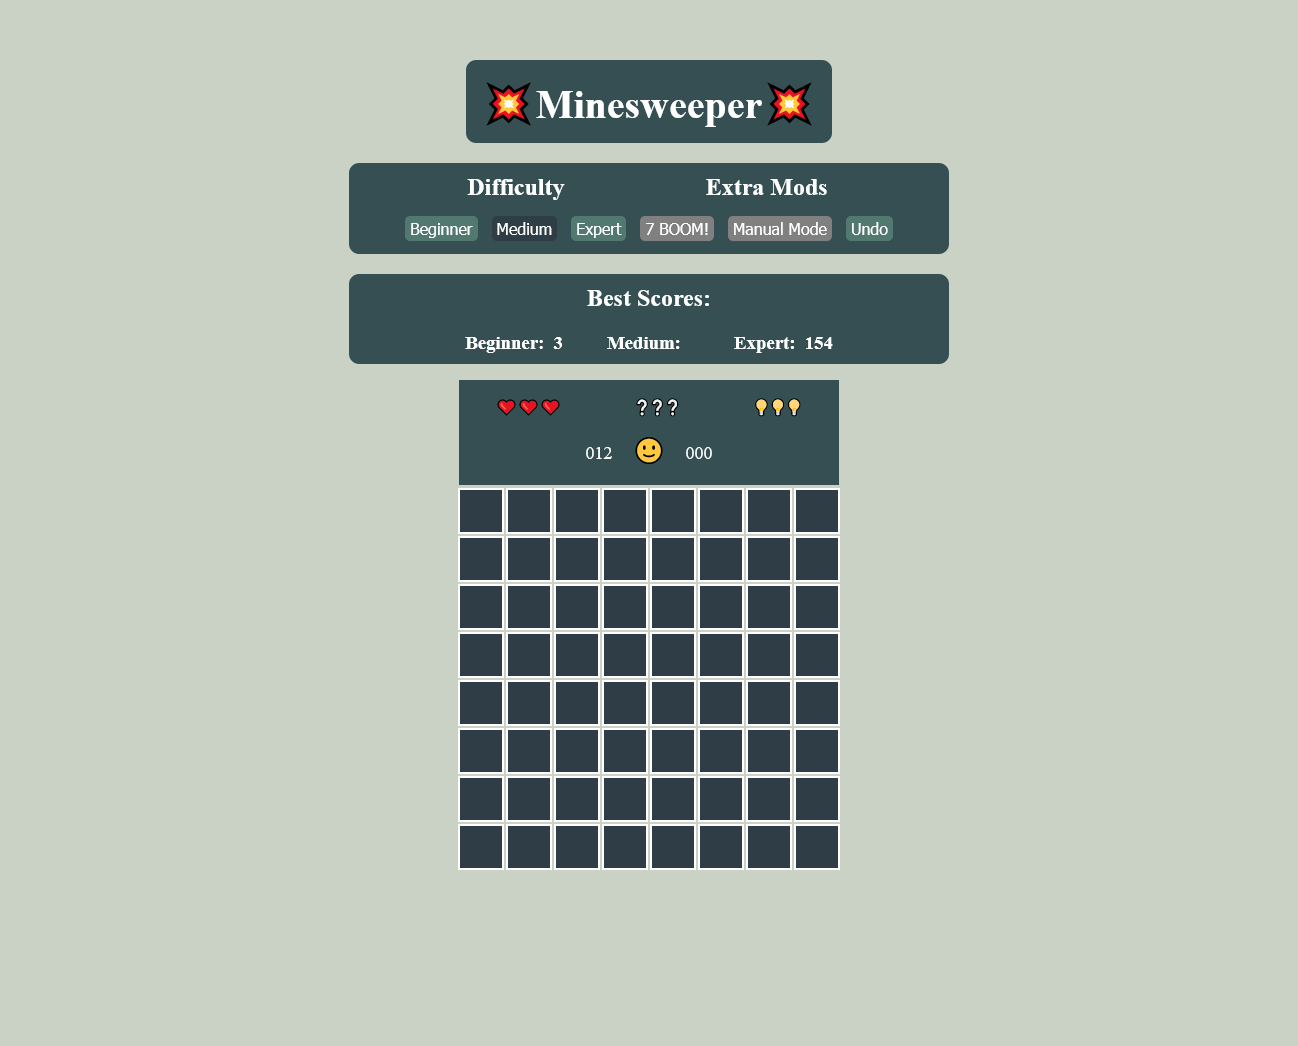 💥Minesweeper💥
Difficulty Extra Mods
Beginner Medium Expert 7 BOOM! Manual Mode Undo
Best Scores:
Beginner: 3 Medium: Expert: 154
???
012 000